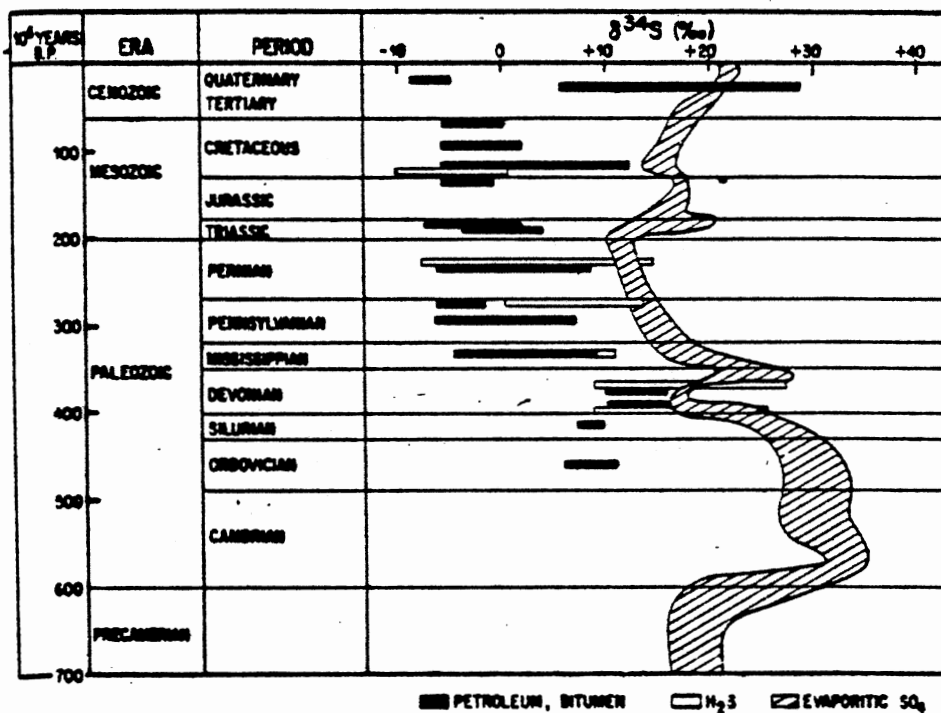 10⁶ YEARS B.P. ERA PERIOD δ³⁴S (‰)
-10 0 +10 +20 +30 +40
CENOZOIC QUATERNARY
TERTIARY
CRETACEOUS
100
MESOZOIC
JURASSIC
TRIASSIC
200
PERMIAN
300 PENNSYLVANIAN
MISSISSIPPIAN
PALEOZOIC
DEVONIAN
400
SILURIAN
ORDOVICIAN
500
CAMBRIAN
600
PRECAMBRIAN
700
PETROLEUM, BITUMEN H₂S EVAPORITIC SO₄